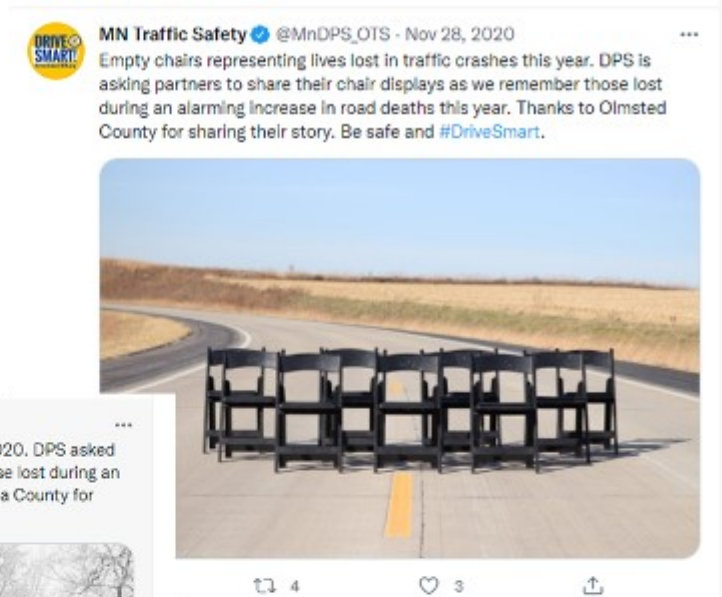 DRIVE
SMART!
MN Traffic Safety @MnDPS_OTS · Nov 28, 2020
Empty chairs representing lives lost in traffic crashes this year. DPS is
asking partners to share their chair displays as we remember those lost
during an alarming increase in road deaths this year. Thanks to Olmsted
County for sharing their story. Be safe and #DriveSmart.
020. DPS asked
se lost during an
a County for
4
3